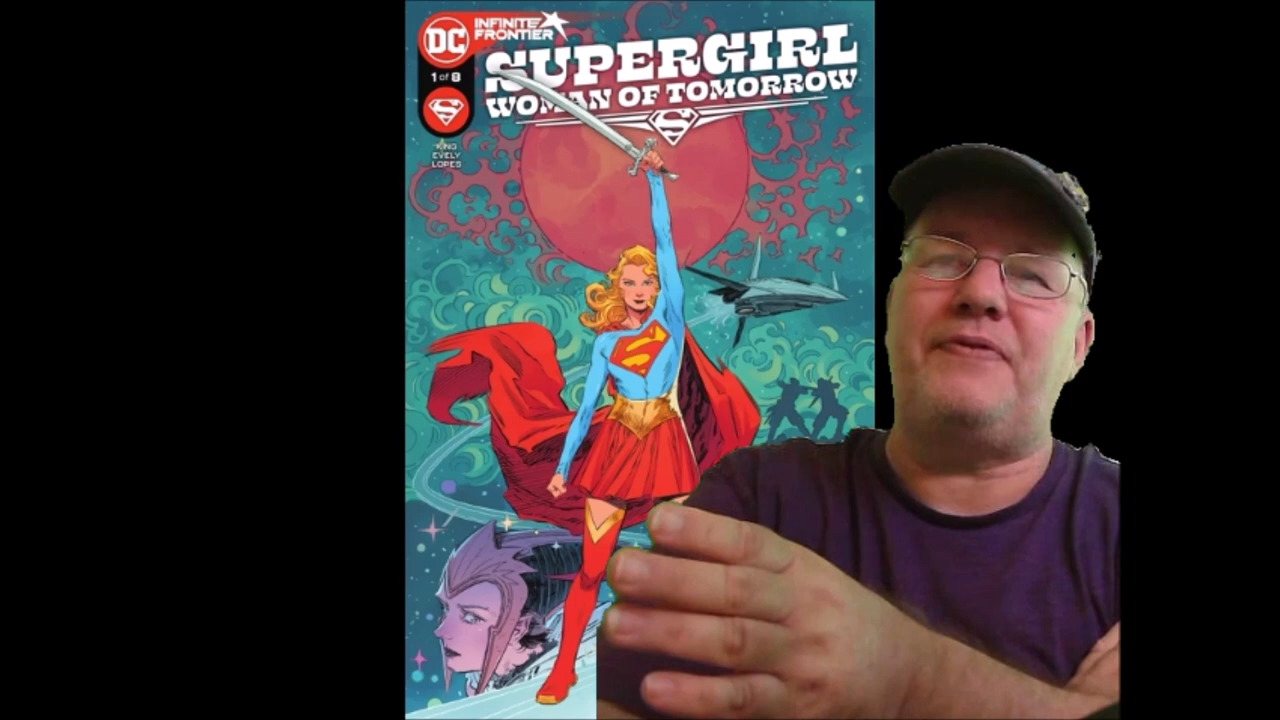 DC
INFINITE
FRONTIER
1 of 8
SUPERGIRL
WOMAN OF TOMORROW
S
KING
EVELY
LOPES